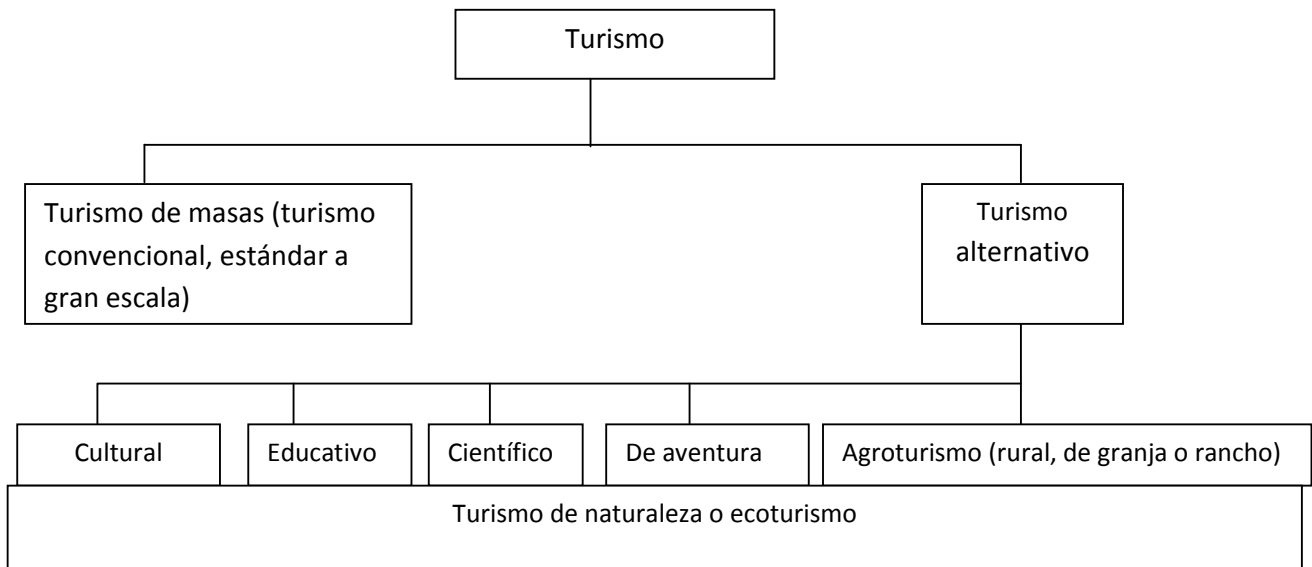 Turismo
Turismo de masas (turismo
convencional, estándar a
gran escala)
Turismo
alternativo
Cultural
Educativo
Científico
De aventura
Agroturismo (rural, de granja o rancho)
Turismo de naturaleza o ecoturismo